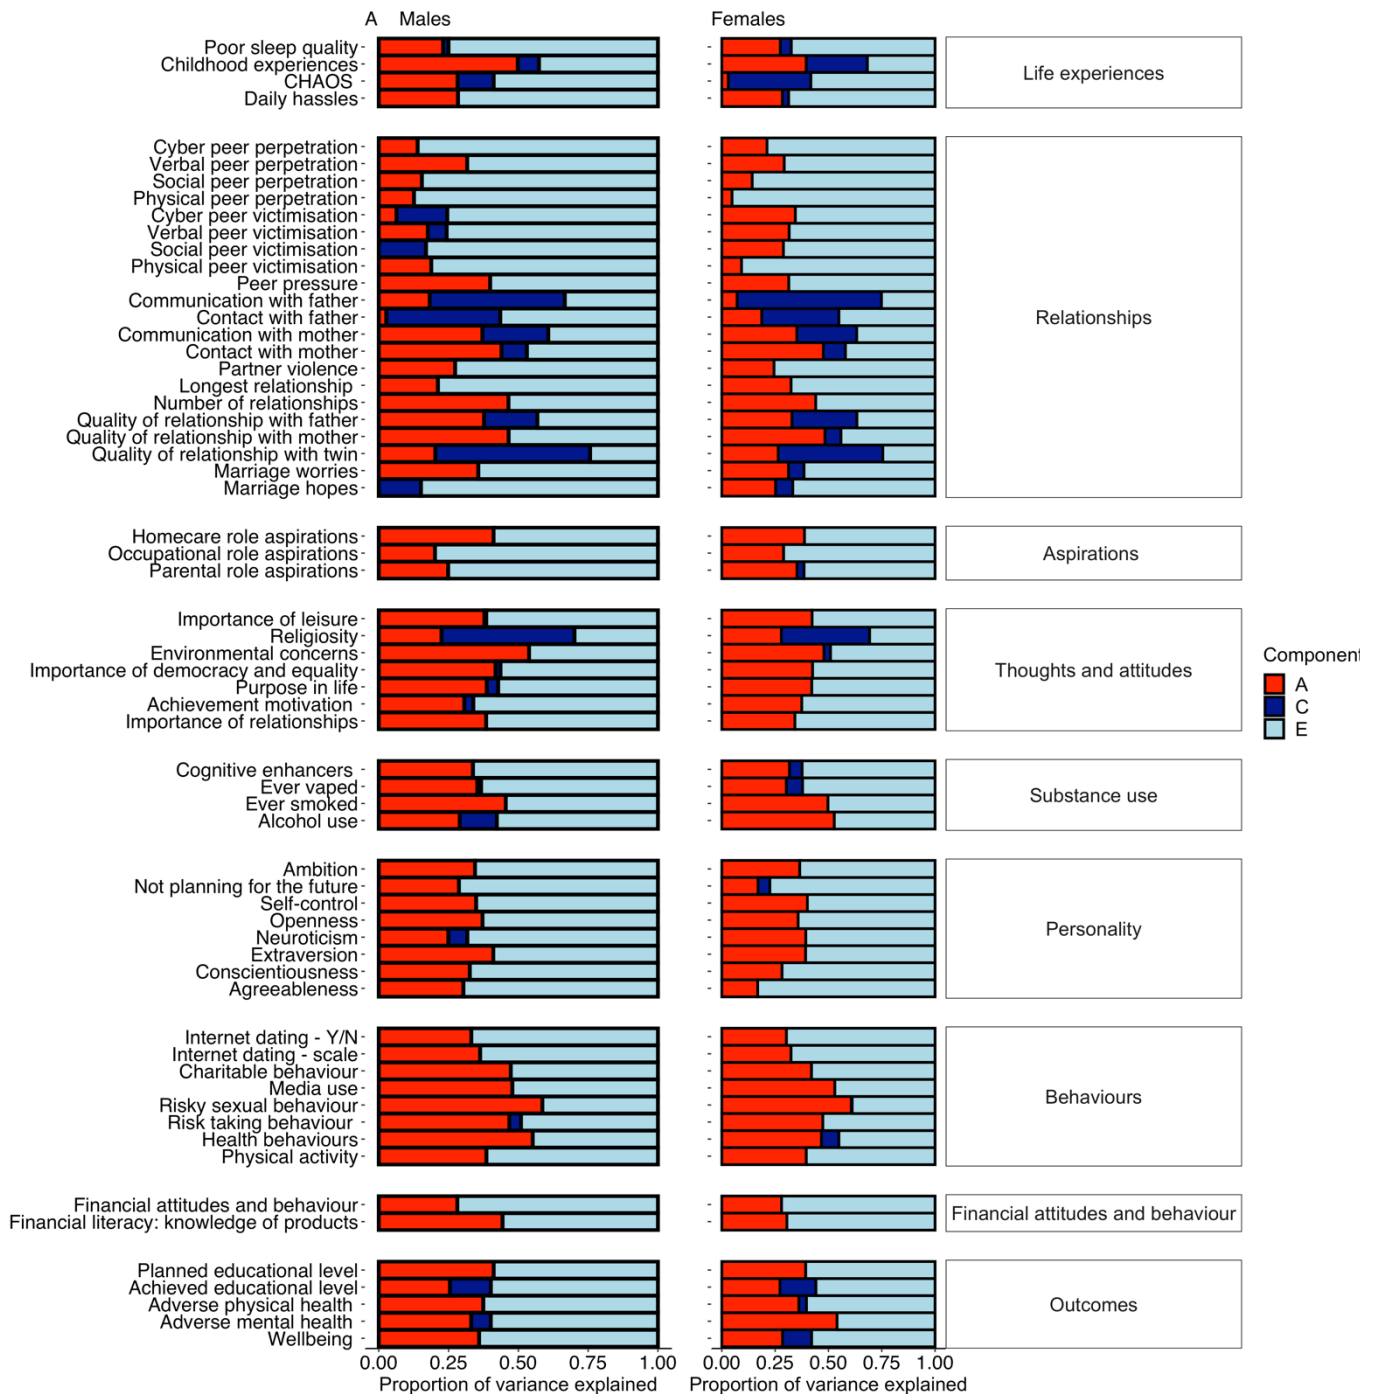 A Males Females
Poor sleep quality
Childhood experiences
CHAOS
Daily hassles
Life experiences
Cyber peer perpetration
Verbal peer perpetration
Social peer perpetration
Physical peer perpetration
Cyber peer victimisation
Verbal peer victimisation
Social peer victimisation
Physical peer victimisation
Peer pressure
Communication with father
Contact with father
Communication with mother
Contact with mother
Partner violence
Longest relationship
Number of relationships
Quality of relationship with father
Quality of relationship with mother
Quality of relationship with twin
Marriage worries
Marriage hopes
Relationships
Homecare role aspirations
Occupational role aspirations
Parental role aspirations
Aspirations
Importance of leisure
Religiosity
Environmental concerns
Importance of democracy and equality
Purpose in life
Achievement motivation
Importance of relationships
Thoughts and attitudes
Cognitive enhancers
Ever vaped
Ever smoked
Alcohol use
Substance use
Ambition
Not planning for the future
Self-control
Openness
Neuroticism
Extraversion
Conscientiousness
Agreeableness
Personality
Internet dating - Y/N
Internet dating - scale
Charitable behaviour
Media use
Risky sexual behaviour
Risk taking behaviour
Health behaviours
Physical activity
Behaviours
Financial attitudes and behaviour
Financial literacy: knowledge of products
Financial attitudes and behaviour
Planned educational level
Achieved educational level
Adverse physical health
Adverse mental health
Wellbeing
Outcomes
0.00 0.25 0.50 0.75 1.00
Proportion of variance explained
0.00 0.25 0.50 0.75 1.00
Proportion of variance explained
Component
A
C
E